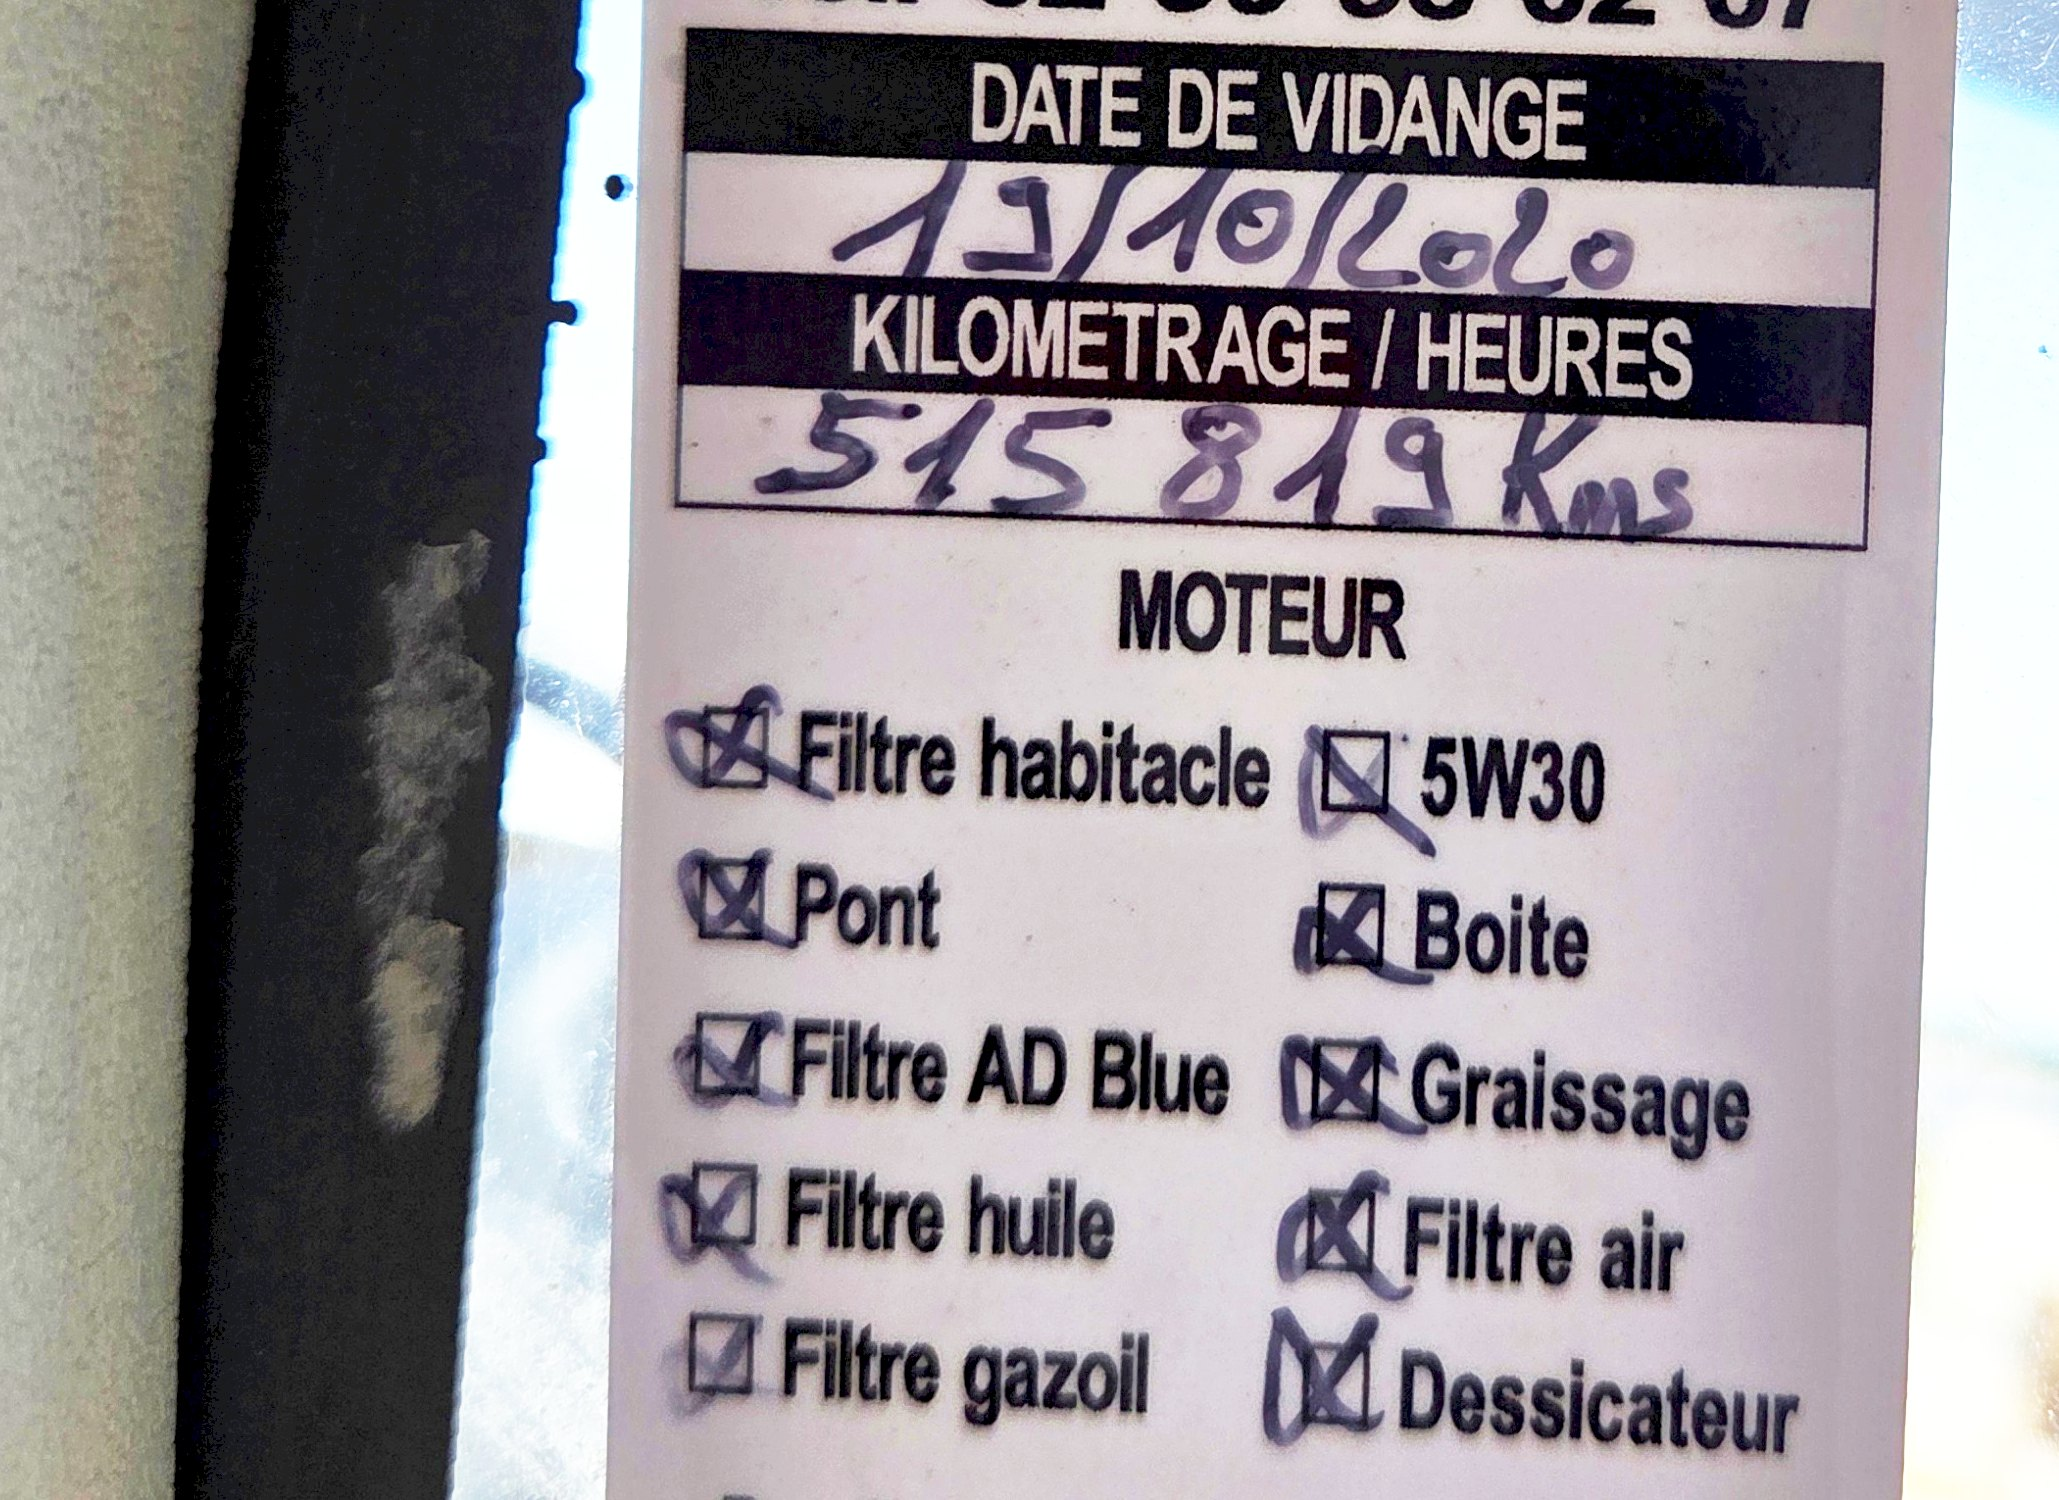 DATE DE VIDANGE
19/10/2020
KILOMETRAGE / HEURES
515 819 Kms
MOTEUR
Filtre habitacle 5W30
Pont Boite
Filtre AD Blue Graissage
Filtre huile Filtre air
Filtre gazoil Dessicateur